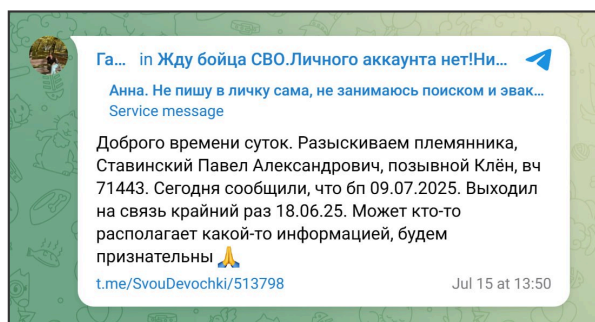 Га... in Жду бойца СВО.Личного аккаунта нет!Ни...
Анна. Не пишу в личку сама, не занимаюсь поиском и эвак...
Service message
Доброго времени суток. Разыскиваем племянника,
Ставинский Павел Александрович, позывной Клён, вч
71443. Сегодня сообщили, что бп 09.07.2025. Выходил
на связь крайний раз 18.06.25. Может кто-то
располагает какой-то информацией, будем
признательны 🙏
t.me/SvouDevochki/513798 Jul 15 at 13:50